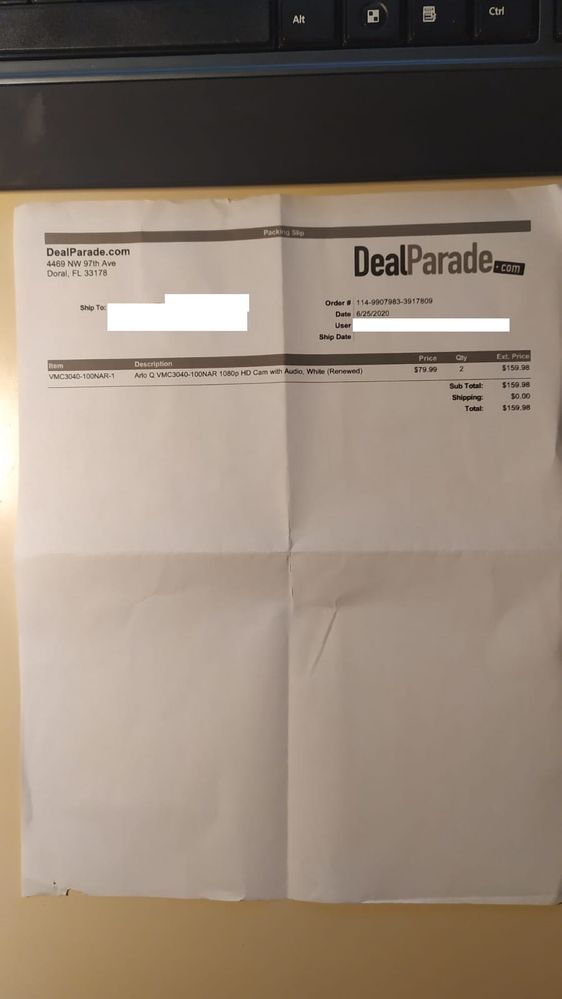 Alt
Ctrl
Packing Slip
DealParade.com
4469 NW 97th Ave
Doral, FL 33178
DealParade.com
Ship To:
Order # 114-9907983-3917809
Date 6/25/2020
User
Ship Date
Item Description Price Qty Ext. Price
VMC3040-100NAR-1 Arlo Q VMC3040-100NAR 1080p HD Cam with Audio, White (Renewed) $79.99 2 $159.98
Sub Total: $159.98
Shipping: $0.00
Total: $159.98